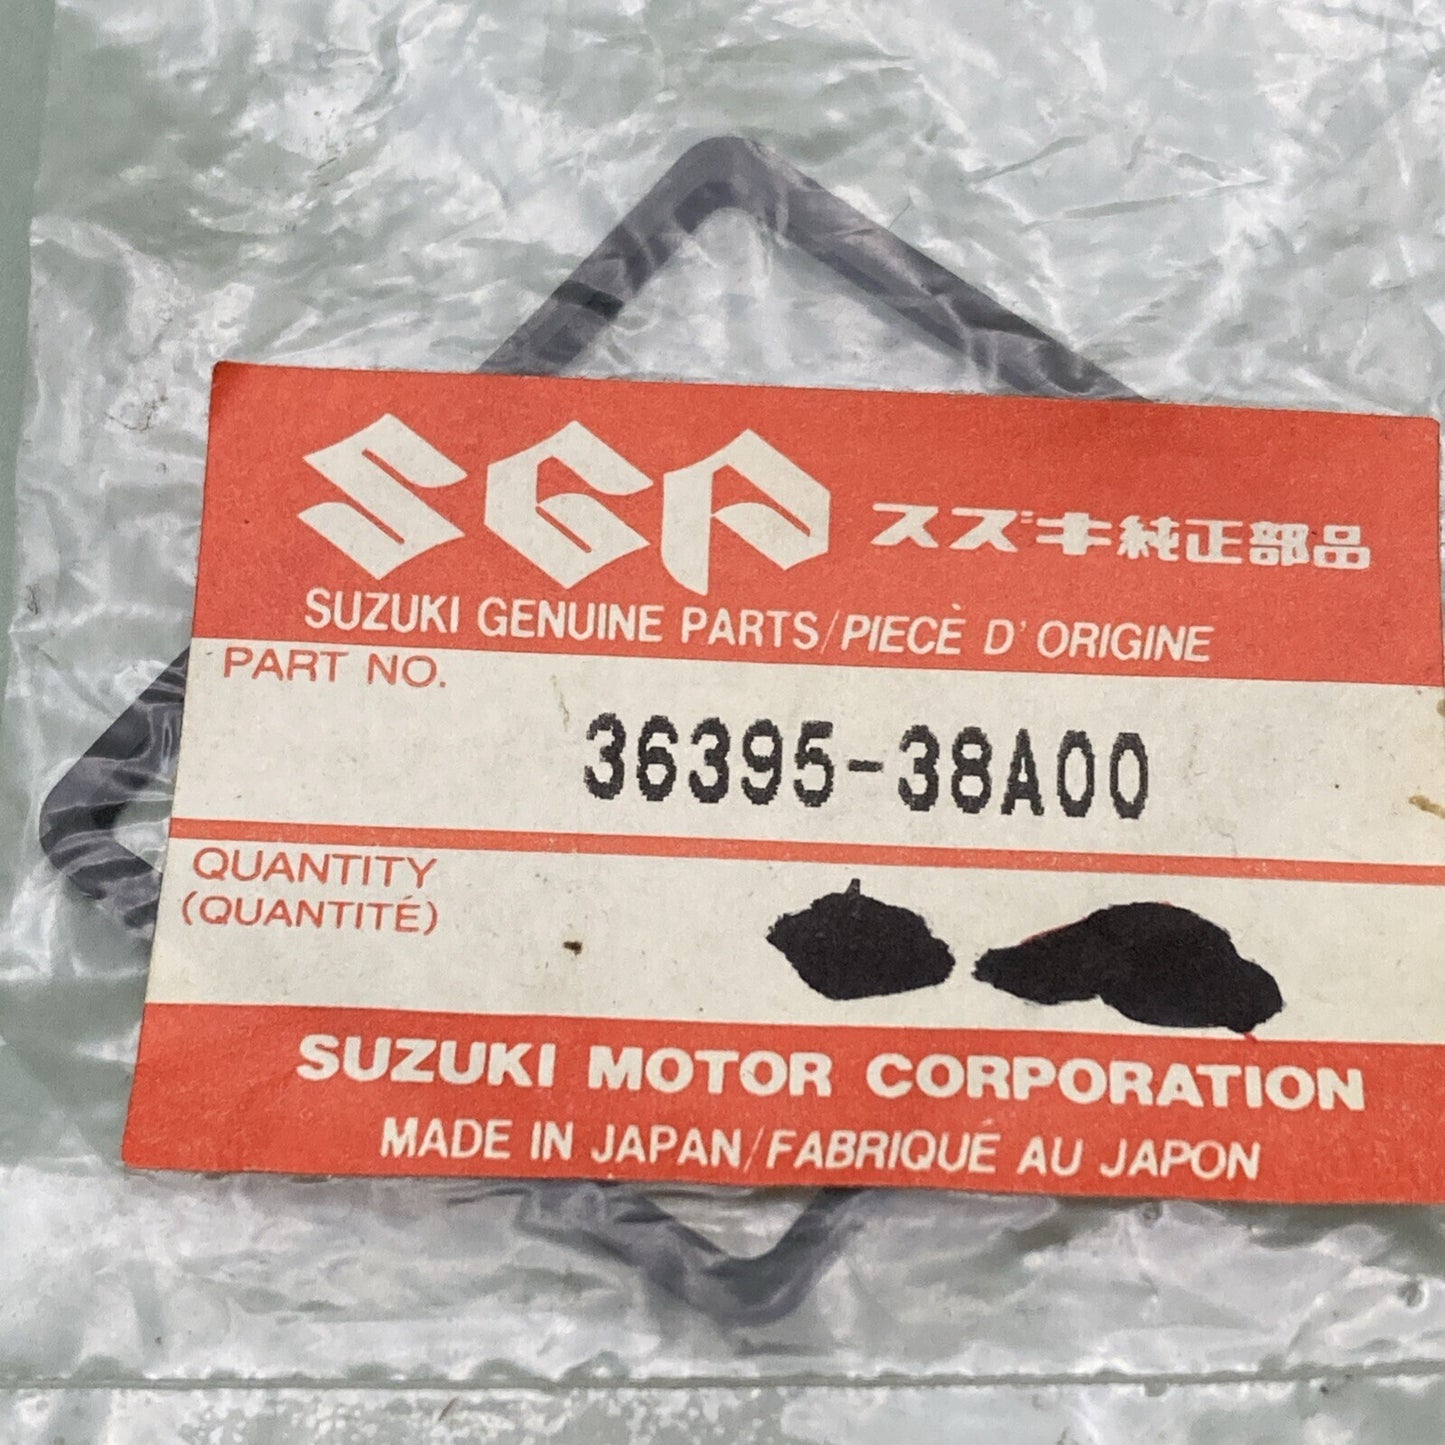 SGP スズキ純正部品
SUZUKI GENUINE PARTS/PIECÈ D' ORIGINE
PART NO.
36395-38A00
QUANTITY
(QUANTITÉ)
SUZUKI MOTOR CORPORATION
MADE IN JAPAN/FABRIQUÉ AU JAPON